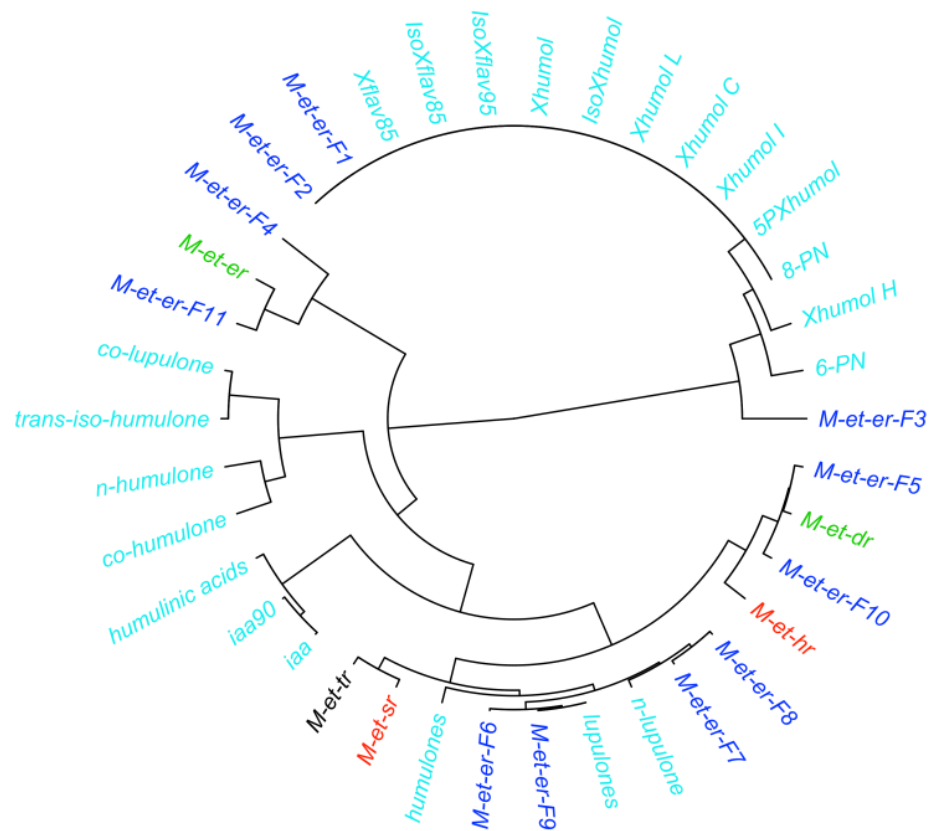 M-et-er-F1
Xflav85
IsoXflav85
IsoXflav95
Xhumol
IsoXhumol
Xhumol L
Xhumol C
Xhumol I
5PXhumol
8-PN
Xhumol H
6-PN
M-et-er-F3
M-et-er-F5
M-et-dr
M-et-er-F10
M-et-hr
M-et-er-F8
M-et-er-F7
n-lupulone
lupulones
M-et-er-F9
M-et-er-F6
humulones
M-et-sr
M-et-tr
iaa
iaa90
humulinic acids
co-humulone
n-humulone
trans-iso-humulone
co-lupulone
M-et-er-F11
M-et-er
M-et-er-F4
M-et-er-F2